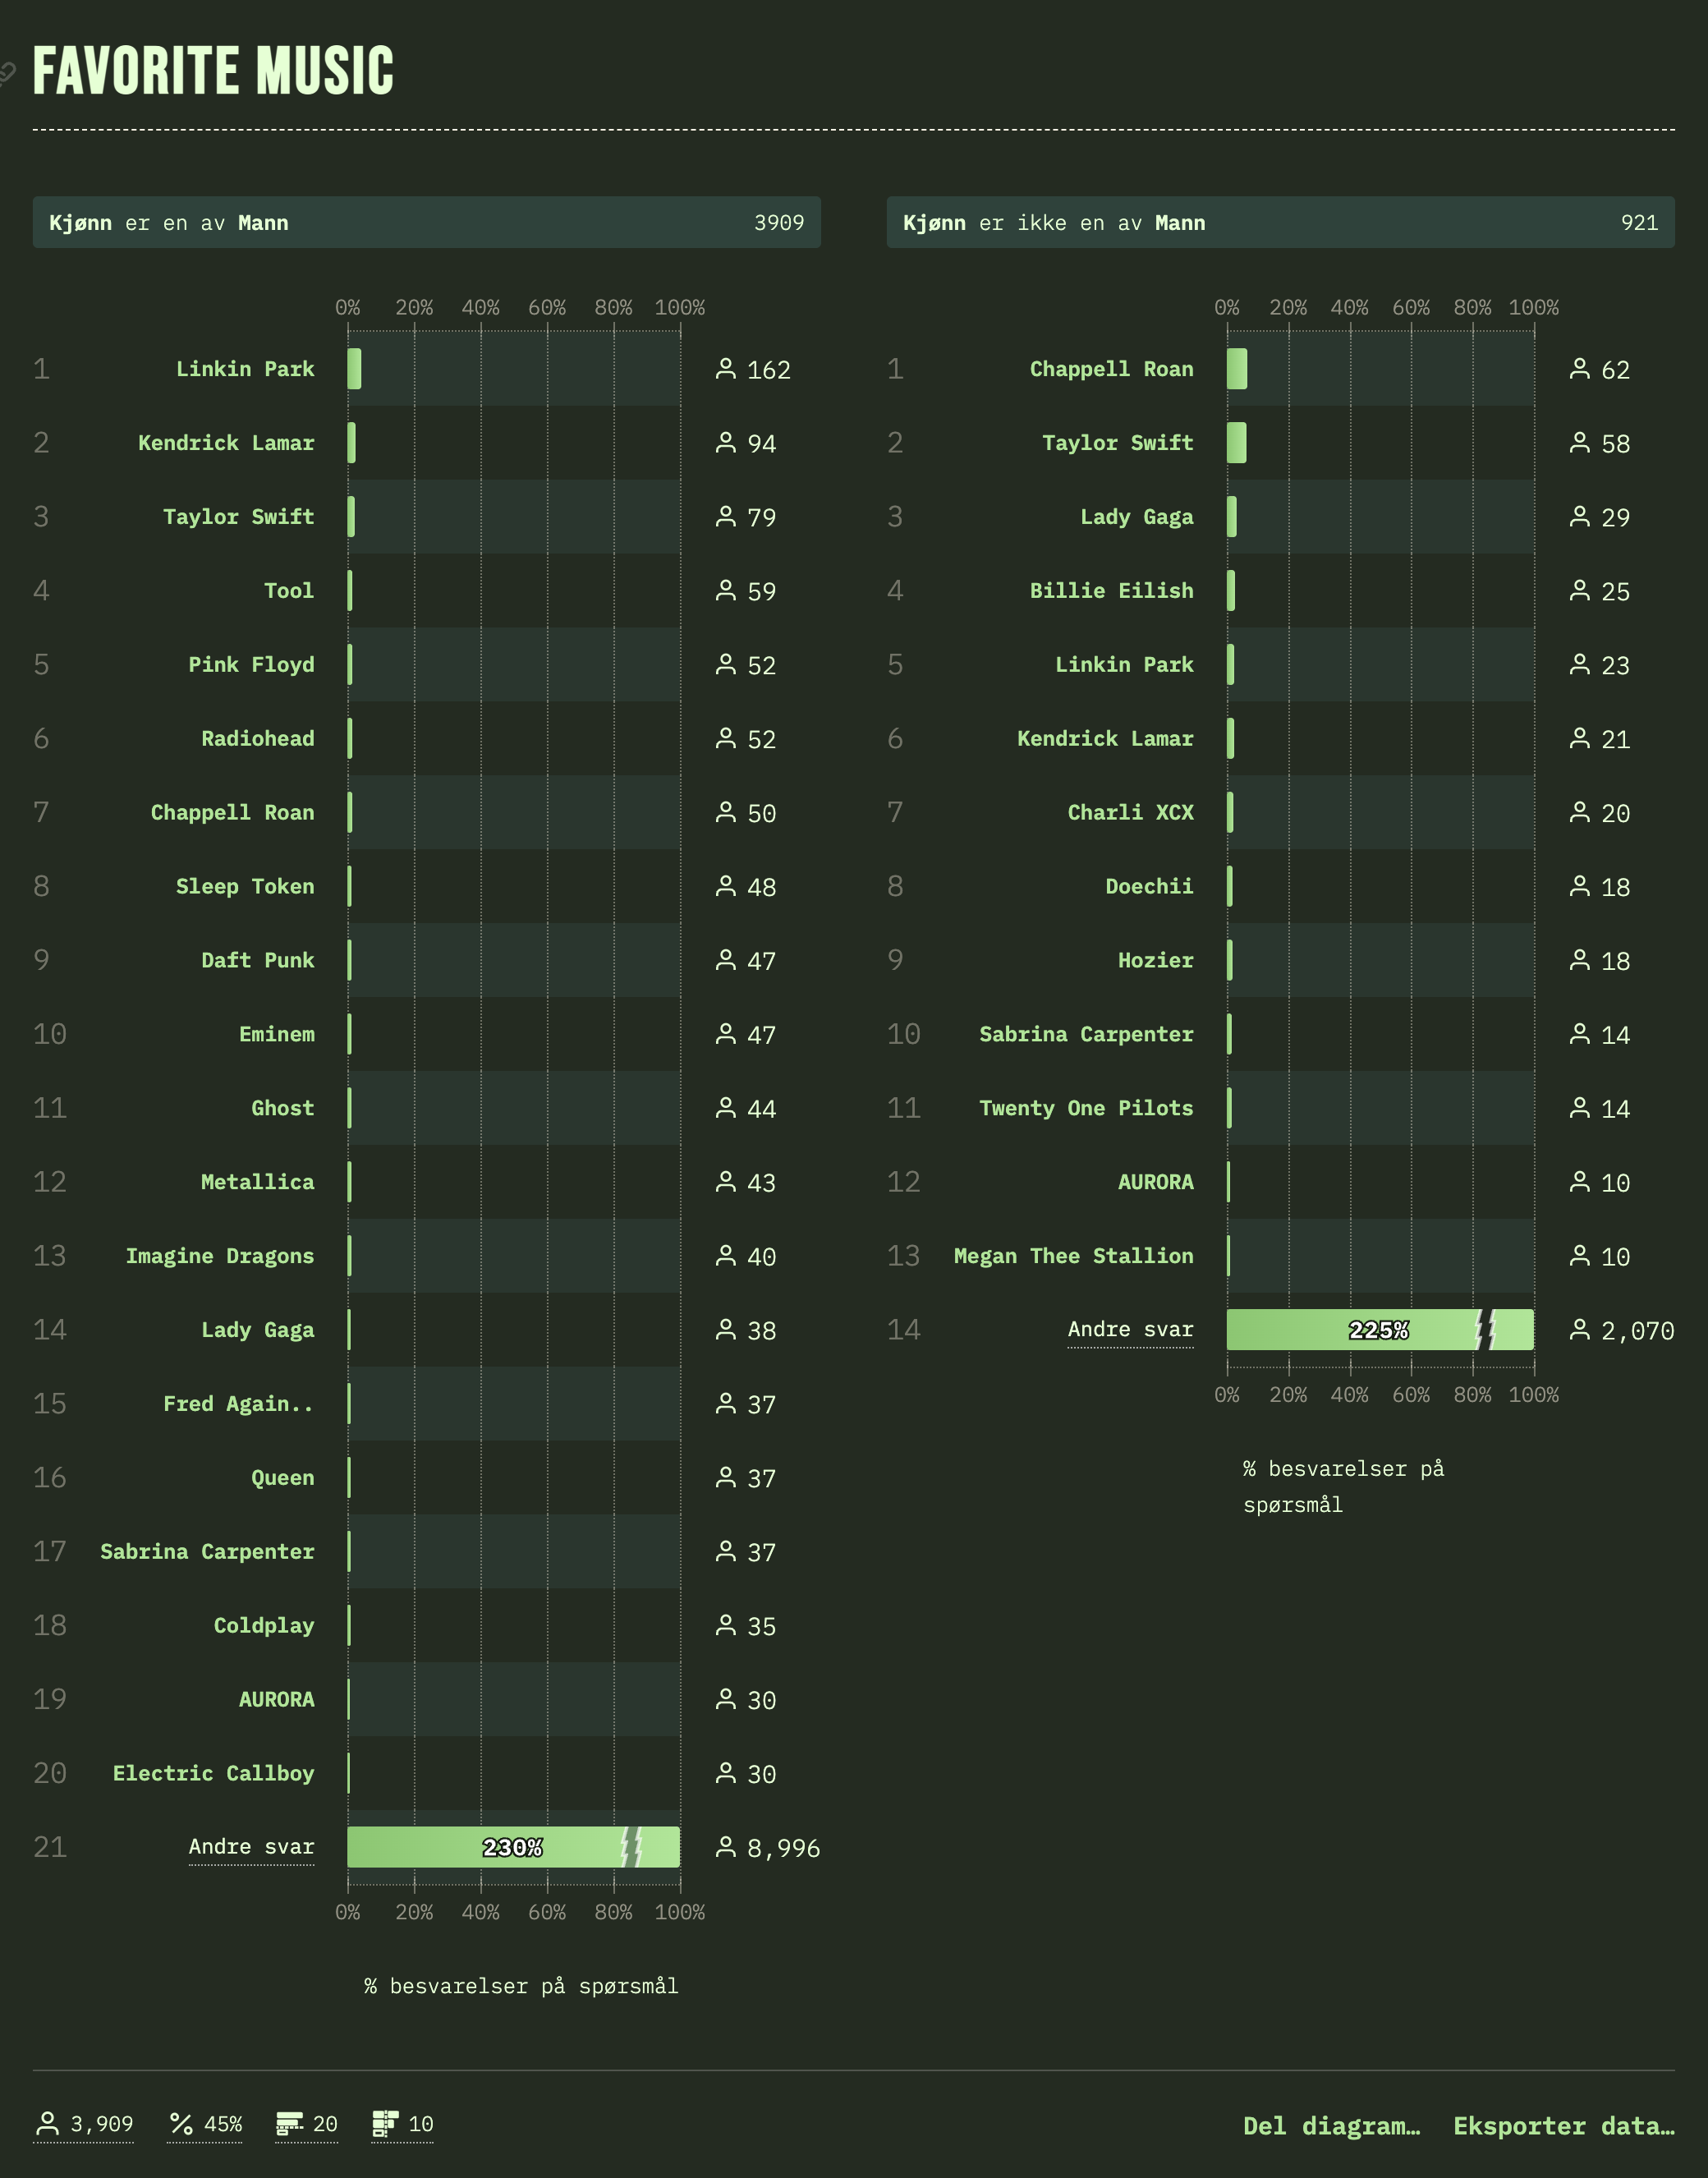 FAVORITE MUSIC
Kjønn er en av Mann 3909
0% 20% 40% 60% 80% 100%
1 Linkin Park 162
2 Kendrick Lamar 94
3 Taylor Swift 79
4 Tool 59
5 Pink Floyd 52
6 Radiohead 52
7 Chappell Roan 50
8 Sleep Token 48
9 Daft Punk 47
10 Eminem 47
11 Ghost 44
12 Metallica 43
13 Imagine Dragons 40
14 Lady Gaga 38
15 Fred Again.. 37
16 Queen 37
17 Sabrina Carpenter 37
18 Coldplay 35
19 AURORA 30
20 Electric Callboy 30
21 Andre svar 230% 8,996
0% 20% 40% 60% 80% 100%
% besvarelser på spørsmål
Kjønn er ikke en av Mann 921
0% 20% 40% 60% 80% 100%
1 Chappell Roan 62
2 Taylor Swift 58
3 Lady Gaga 29
4 Billie Eilish 25
5 Linkin Park 23
6 Kendrick Lamar 21
7 Charli XCX 20
8 Doechii 18
9 Hozier 18
10 Sabrina Carpenter 14
11 Twenty One Pilots 14
12 AURORA 10
13 Megan Thee Stallion 10
14 Andre svar 225% 2,070
0% 20% 40% 60% 80% 100%
% besvarelser på
spørsmål
3,909 45% 20 10 Del diagram… Eksporter data…